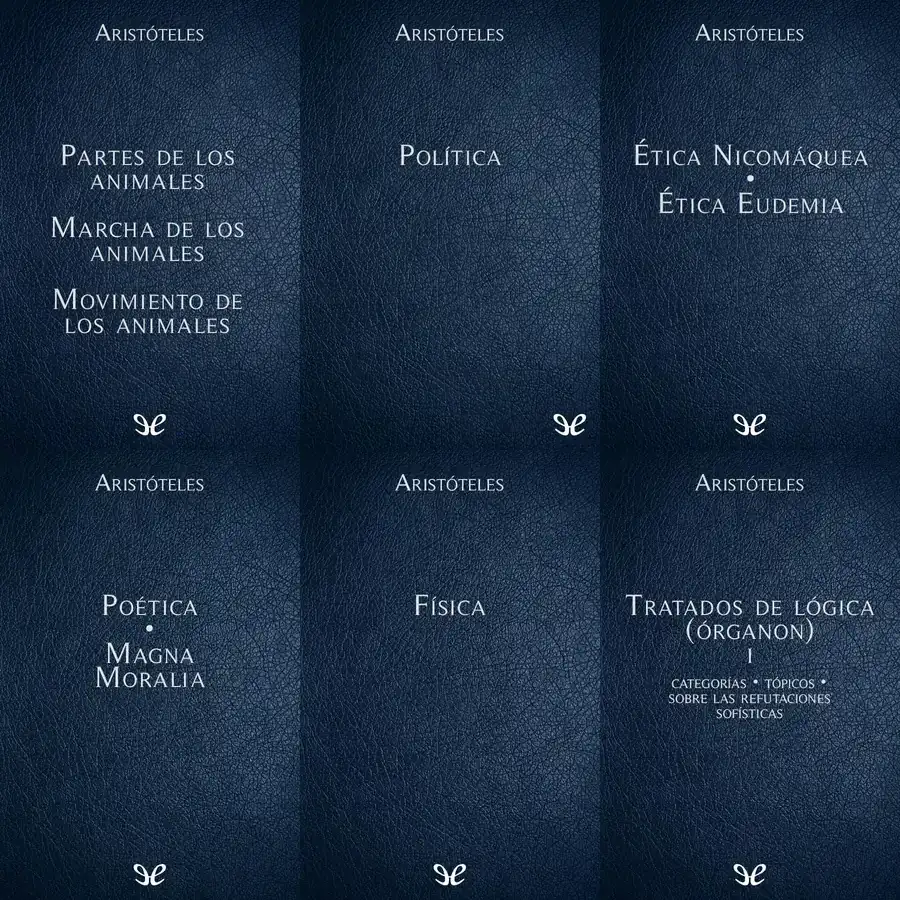 Aristóteles
Partes de los
animales
Marcha de los
animales
Movimiento de
los animales
Aristóteles
Política
Aristóteles
Ética Nicomáquea
•
Ética Eudemia
Aristóteles
Poética
•
Magna
Moralia
Aristóteles
Física
Aristóteles
Tratados de lógica
(órganon)
I
categorías • tópicos •
sobre las refutaciones
sofísticas